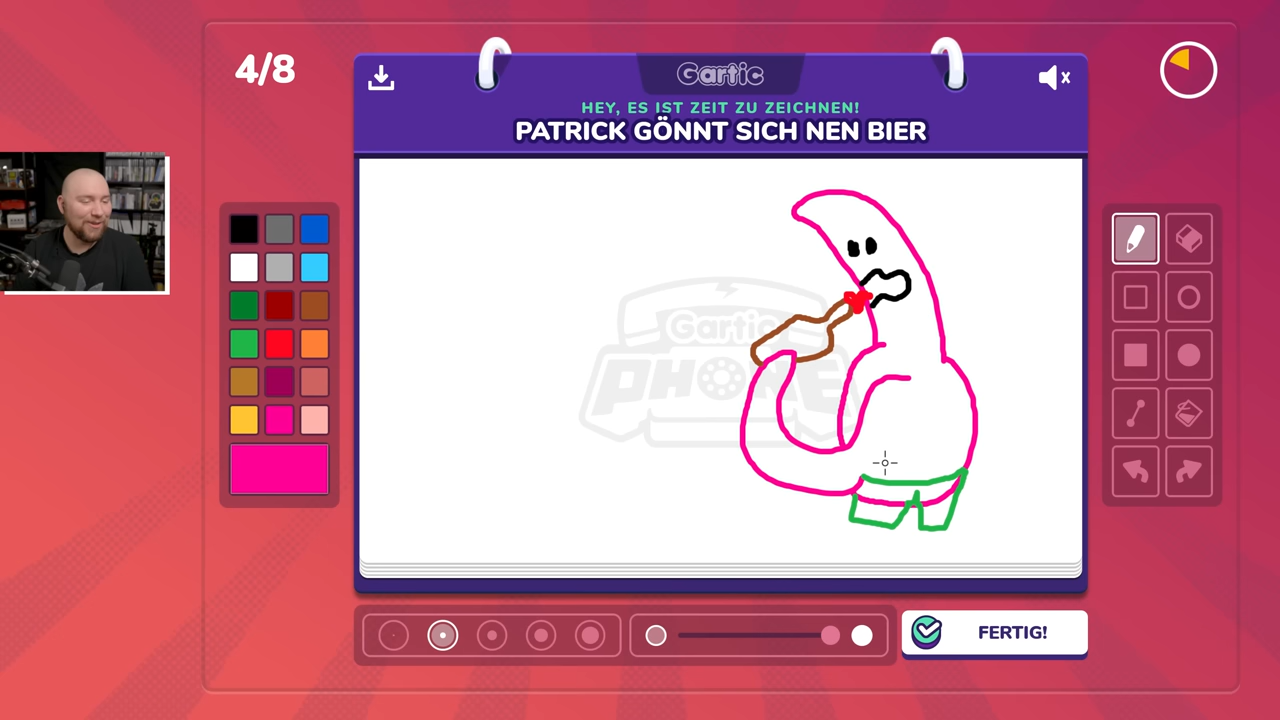 4/8
Gartic
HEY, ES IST ZEIT ZU ZEICHNEN!
PATRICK GÖNNT SICH NEN BIER
Gartic
PHONE
FERTIG!